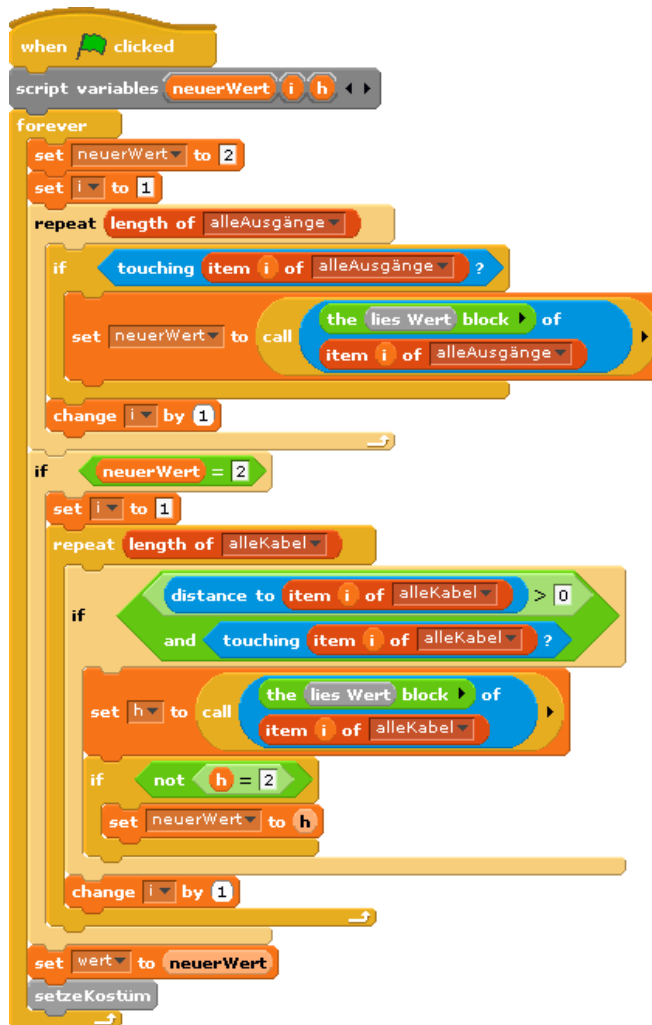 when clicked
script variables neuerWert i h
forever
set neuerWert to 2
set i to 1
repeat length of alleAusgänge
if touching item i of alleAusgänge ?
the lies Wert block of
set neuerWert to call
item i of alleAusgänge
change i by 1
if neuerWert = 2
set i to 1
repeat length of alleKabel
distance to item i of alleKabel > 0
if
and touching item i of alleKabel ?
the lies Wert block of
set h to call
item i of alleKabel
if not h = 2
set neuerWert to h
change i by 1
set wert to neuerWert
setzeKostüm